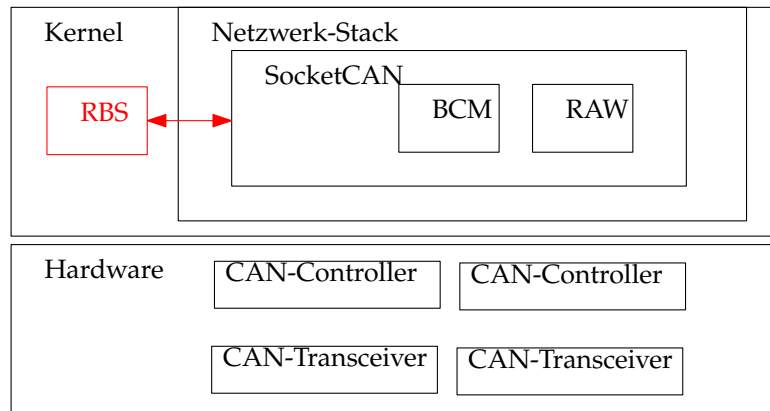 Kernel
Netzwerk-Stack
SocketCAN
RBS
BCM
RAW
Hardware
CAN-Controller
CAN-Controller
CAN-Transceiver
CAN-Transceiver